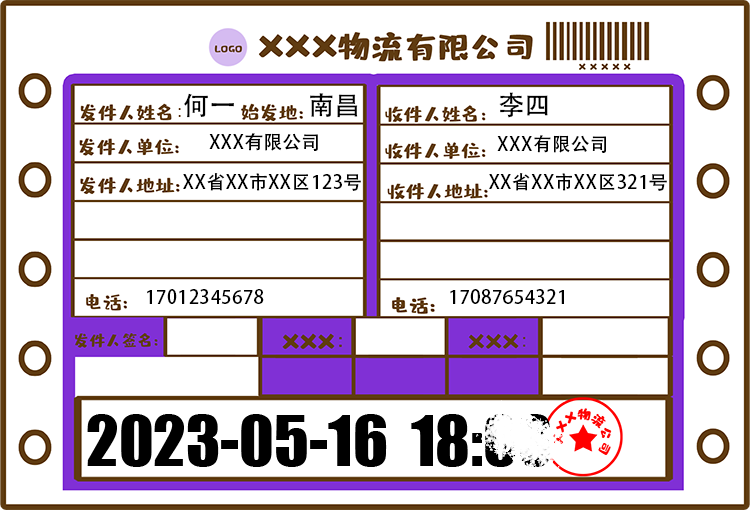 LOGO XXX物流有限公司
×××××
发件人姓名:何一 始发地:南昌
发件人单位: XXX有限公司
发件人地址:XX省XX市XX区123号
电话: 17012345678
收件人姓名: 李四
收件人单位: XXX有限公司
收件人地址:XX省XX市XX区321号
电话: 17087654321
发件人签名: XXX: XXX:
2023-05-16 18:
XXX物流公司